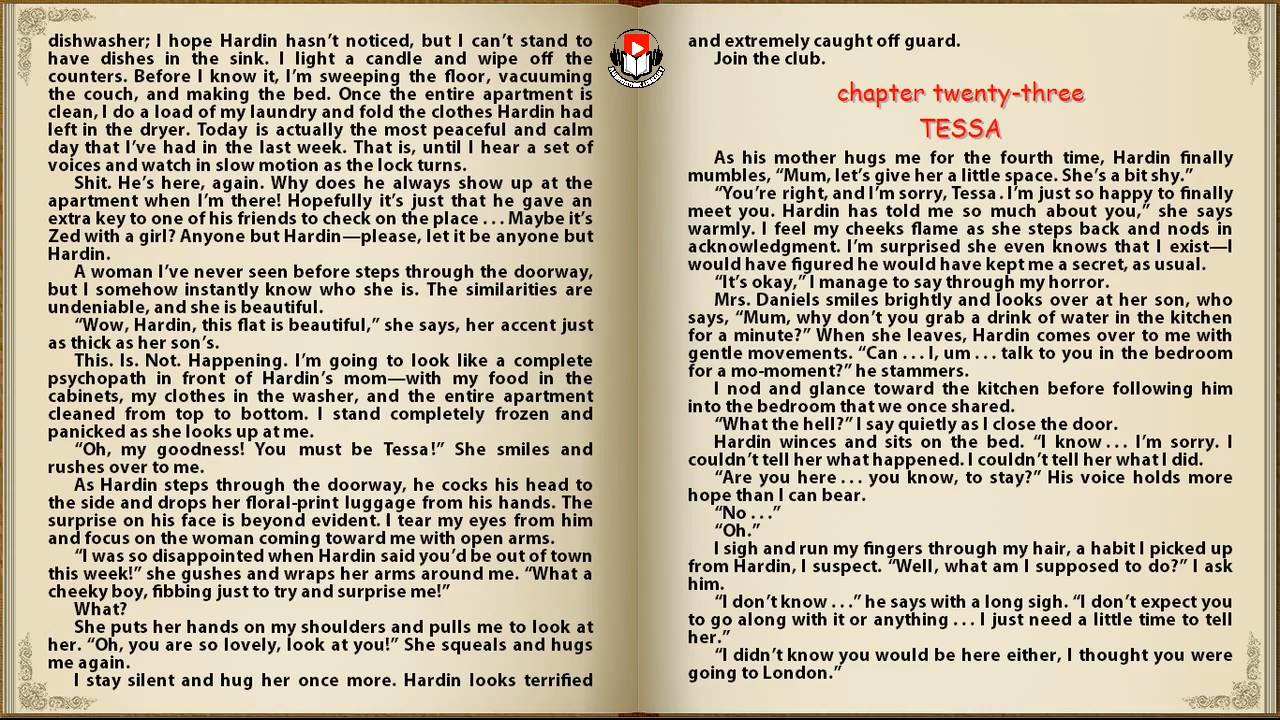 dishwasher; I hope Hardin hasn’t noticed, but I can’t stand to
have dishes in the sink. I light a candle and wipe off the
counters. Before I know it, I’m sweeping the floor, vacuuming
the couch, and making the bed. Once the entire apartment is
clean, I do a load of my laundry and fold the clothes Hardin had
left in the dryer. Today is actually the most peaceful and calm
day that I’ve had in the last week. That is, until I hear a set of
voices and watch in slow motion as the lock turns.
Shit. He’s here, again. Why does he always show up at the
apartment when I’m there! Hopefully it’s just that he gave an
extra key to one of his friends to check on the place . . . Maybe it’s
Zed with a girl? Anyone but Hardin—please, let it be anyone but
Hardin.
A woman I’ve never seen before steps through the doorway,
but I somehow instantly know who she is. The similarities are
undeniable, and she is beautiful.
“Wow, Hardin, this flat is beautiful,” she says, her accent just
as thick as her son’s.
This. Is. Not. Happening. I’m going to look like a complete
psychopath in front of Hardin’s mom—with my food in the
cabinets, my clothes in the washer, and the entire apartment
cleaned from top to bottom. I stand completely frozen and
panicked as she looks up at me.
“Oh, my goodness! You must be Tessa!” She smiles and
rushes over to me.
As Hardin steps through the doorway, he cocks his head to
the side and drops her floral-print luggage from his hands. The
surprise on his face is beyond evident. I tear my eyes from him
and focus on the woman coming toward me with open arms.
“I was so disappointed when Hardin said you’d be out of town
this week!” she gushes and wraps her arms around me. “What a
cheeky boy, fibbing just to try and surprise me!”
What?
She puts her hands on my shoulders and pulls me to look at
her. “Oh, you are so lovely, look at you!” She squeals and hugs
me again.
I stay silent and hug her once more. Hardin looks terrified
and extremely caught off guard.
Join the club.
chapter twenty-three
TESSA
As his mother hugs me for the fourth time, Hardin finally
mumbles, “Mum, let’s give her a little space. She’s a bit shy.”
“You’re right, and I’m sorry, Tessa . I’m just so happy to finally
meet you. Hardin has told me so much about you,” she says
warmly. I feel my cheeks flame as she steps back and nods in
acknowledgment. I’m surprised she even knows that I exist—I
would have figured he would have kept me a secret, as usual.
“It’s okay,” I manage to say through my horror.
Mrs. Daniels smiles brightly and looks over at her son, who
says, “Mum, why don’t you grab a drink of water in the kitchen
for a minute?” When she leaves, Hardin comes over to me with
gentle movements. “Can . . . I, um . . . talk to you in the bedroom
for a mo-moment?” he stammers.
I nod and glance toward the kitchen before following him
into the bedroom that we once shared.
“What the hell?” I say quietly as I close the door.
Hardin winces and sits on the bed. “I know . . . I’m sorry. I
couldn’t tell her what happened. I couldn’t tell her what I did.
“Are you here . . . you know, to stay?” His voice holds more
hope than I can bear.
“No . . .”
“Oh.”
I sigh and run my fingers through my hair, a habit I picked up
from Hardin, I suspect. “Well, what am I supposed to do?” I ask
him.
“I don’t know . . .” he says with a long sigh. “I don’t expect you
to go along with it or anything . . . I just need a little time to tell
her.”
“I didn’t know you would be here either, I thought you were
going to London.”